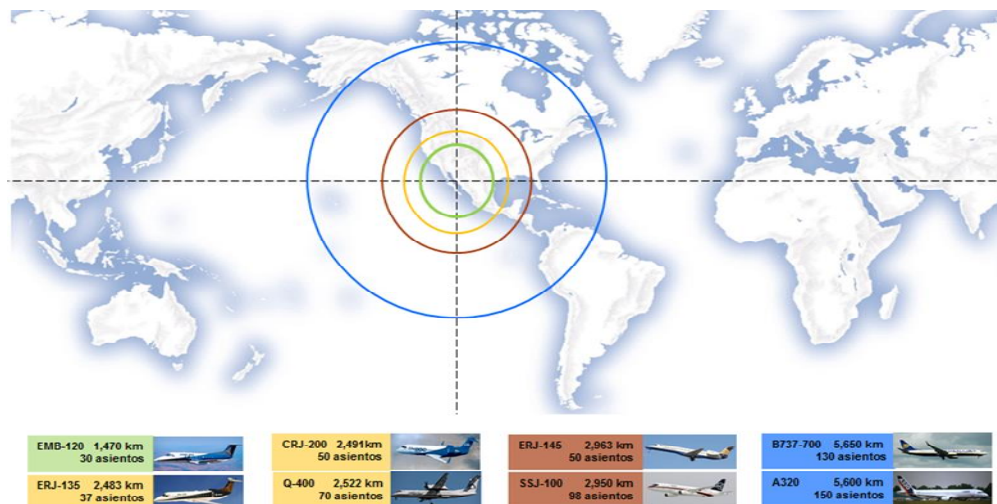 EMB-120 1,470 km
30 asientos
ERJ-135 2,483 km
37 asientos
CRJ-200 2,491km
50 asientos
Q-400 2,522 km
70 asientos
ERJ-145 2,963 km
50 asientos
SSJ-100 2,950 km
98 asientos
B737-700 5,650 km
130 asientos
A320 5,600 km
150 asientos